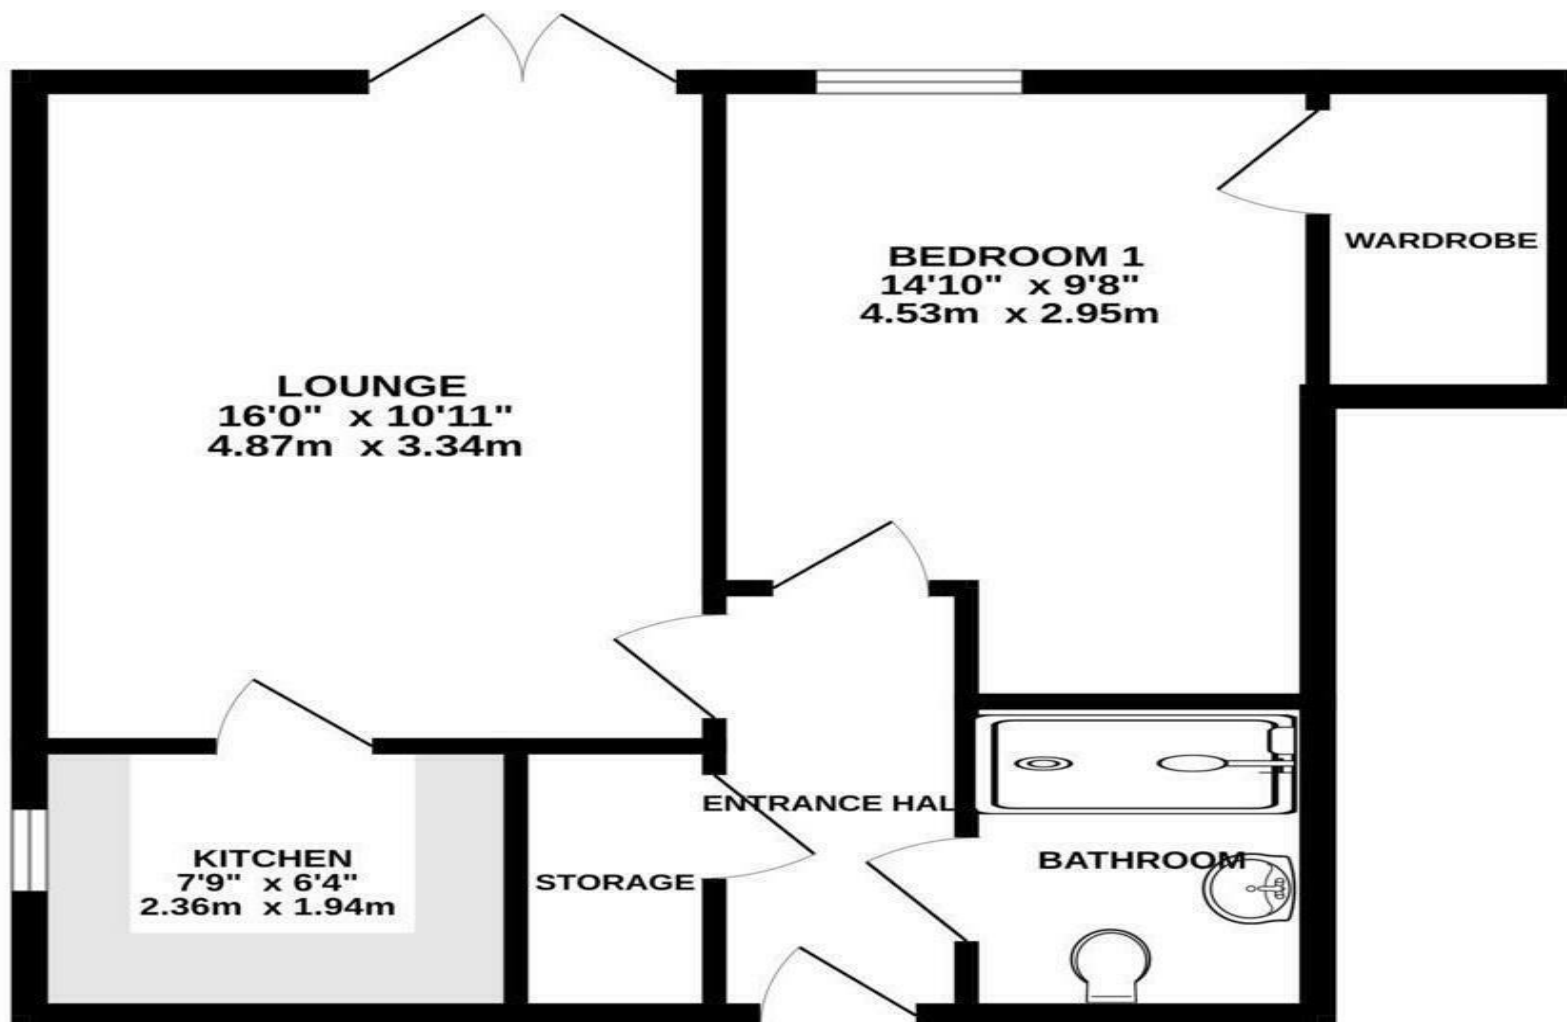 BEDROOM 1
14'10" x 9'8"
4.53m x 2.95m
WARDROBE
LOUNGE
16'0" x 10'11"
4.87m x 3.34m
ENTRANCE HAL
KITCHEN
7'9" x 6'4"
2.36m x 1.94m
STORAGE
BATHROOM